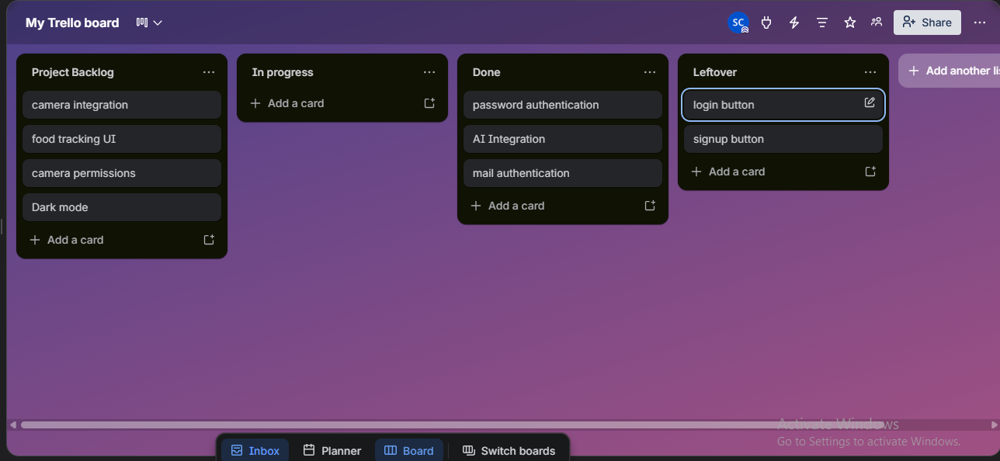 My Trello board
SC
Share
Project Backlog
camera integration
food tracking UI
camera permissions
Dark mode
Add a card
In progress
Add a card
Done
password authentication
AI Integration
mail authentication
Add a card
Leftover
login button
signup button
Add a card
Add another li
Activate Windows
Go to Settings to activate Windows.
Inbox
Planner
Board
Switch boards